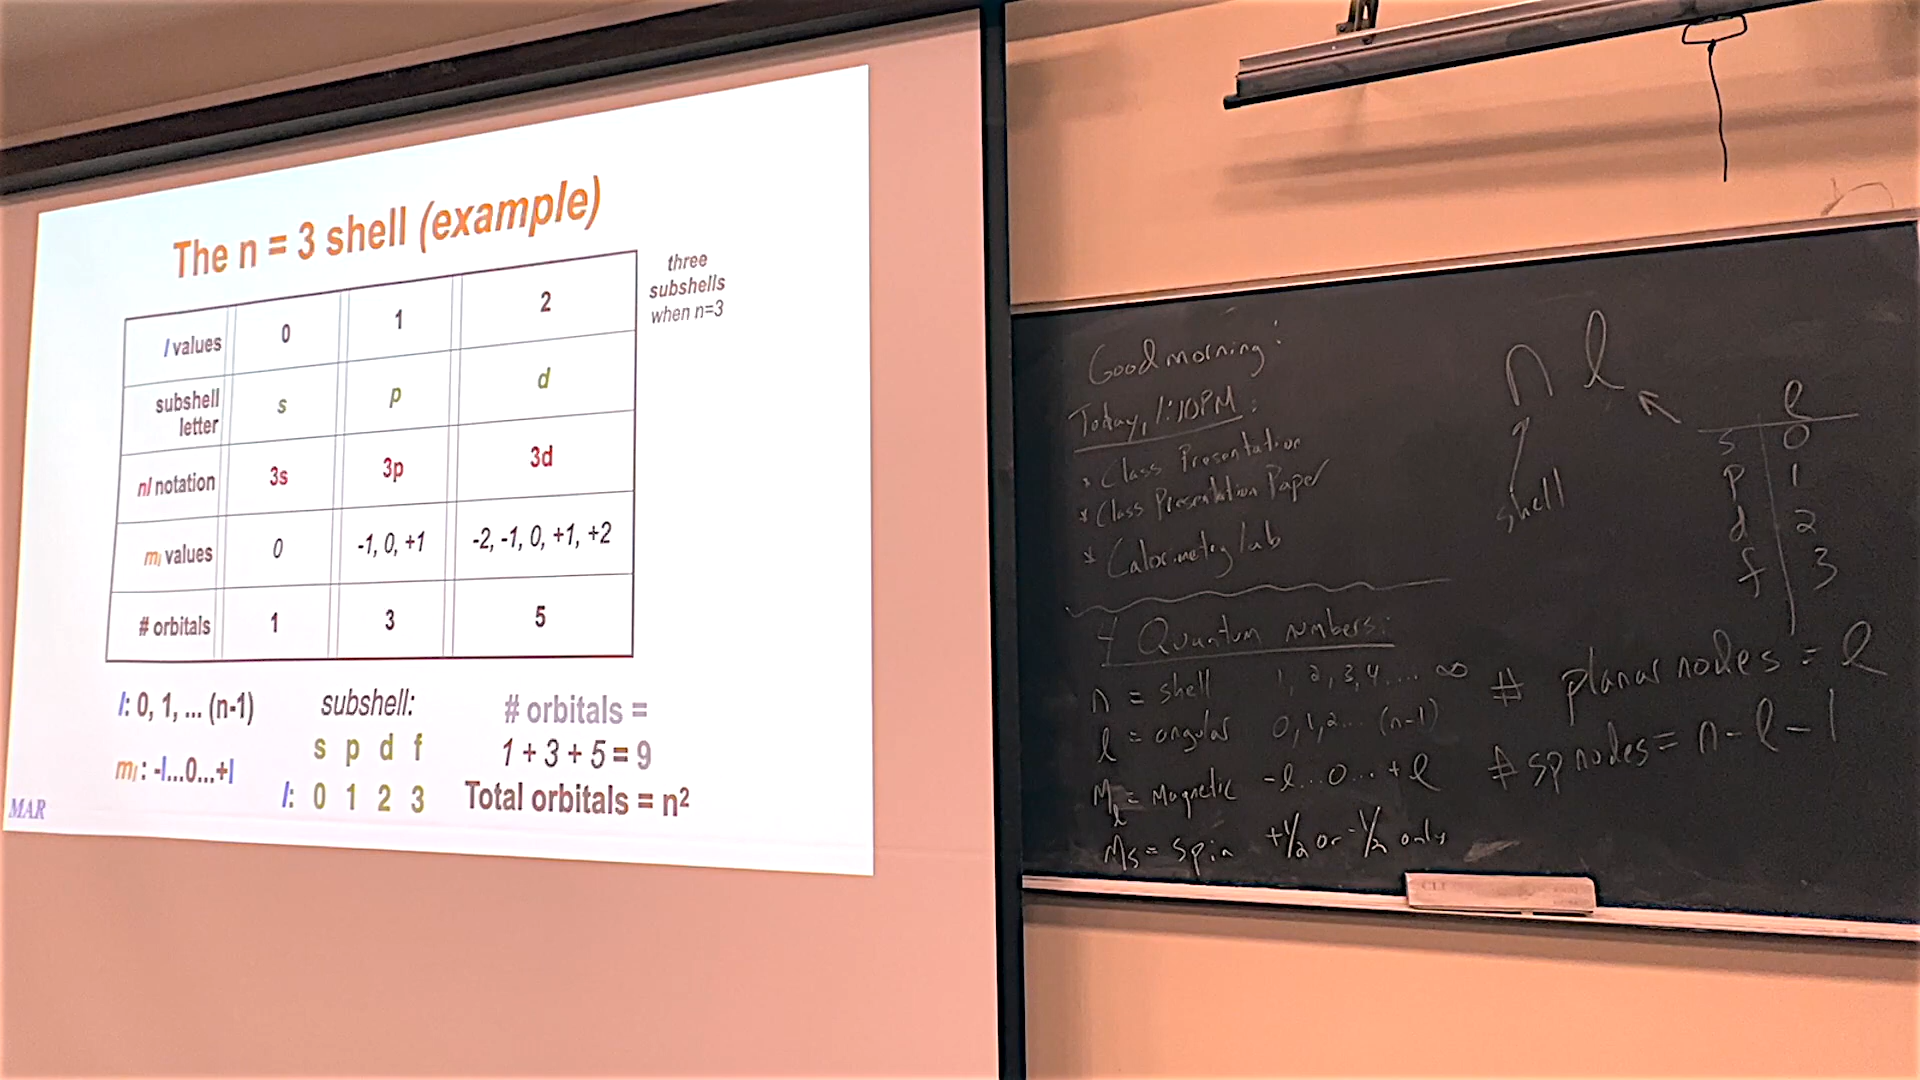 The n = 3 shell (example)
l values 0 1 2
subshell letter s p d
nl notation 3s 3p 3d
ml values 0 -1, 0, +1 -2, -1, 0, +1, +2
# orbitals 1 3 5
three
subshells
when n=3
l: 0, 1, ... (n-1)
ml : -l...0...+l
subshell:
s p d f
l: 0 1 2 3
# orbitals =
1 + 3 + 5 = 9
Total orbitals = n²
MAR
Good morning:
Today, 1:10PM:
* Class Presentation
* Class Presentation Paper
* Calorimetry lab
4 Quantum numbers:
n = shell 1, 2, 3, 4.... ∞
l = angular 0, 1, 2... (n-1)
Ml = Magnetic -l...0...+l
Ms = spin +1/2 or -1/2 only
n l
shell
l
s 0
p 1
d 2
f 3
# planar nodes = l
# sp nodes = n-l-1